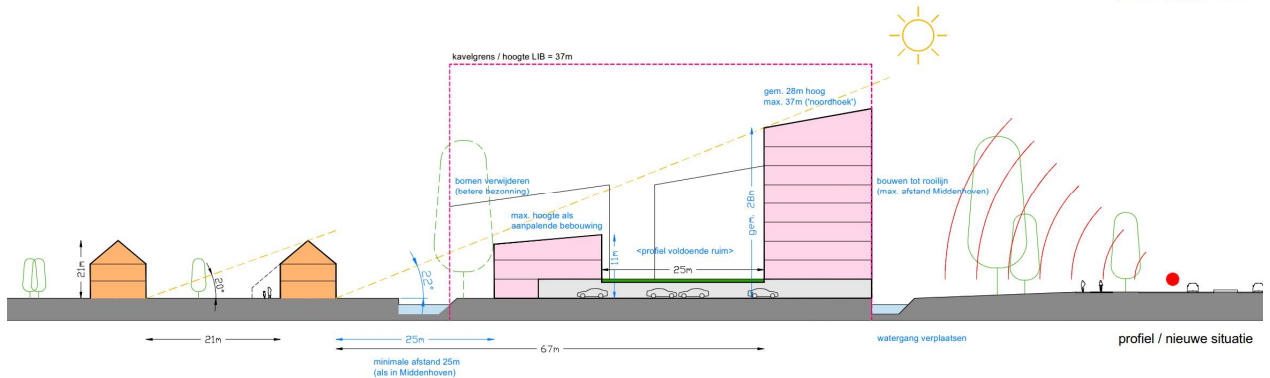 kavelgrens / hoogte LIB = 37m
gem. 28m hoog
max. 37m ('noordhoek')
bomen verwijderen
(betere bezonning)
bouwen tot rooilijn
(max. afstand Middenhoven)
max. hoogte als
aanpalende bebouwing
<profiel voldoende ruim>
gem. 28m
11m
25m
21m
20°
22°
21m
25m
67m
minimale afstand 25m
(als in Middenhoven)
watergang verplaatsen
profiel / nieuwe situatie